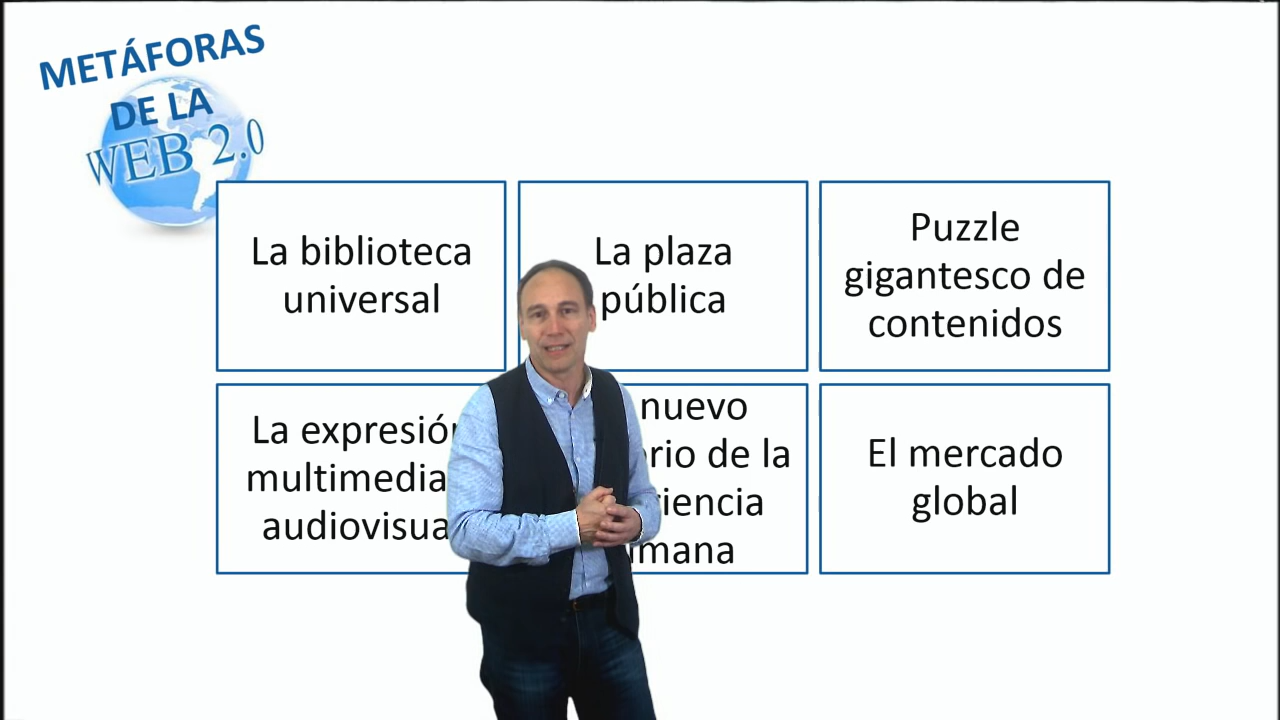 METÁFORAS
DE LA
WEB 2.0
La biblioteca
universal
La plaza
pública
Puzzle
gigantesco de
contenidos
La
multimedia
nuevo
de la
El mercado
global